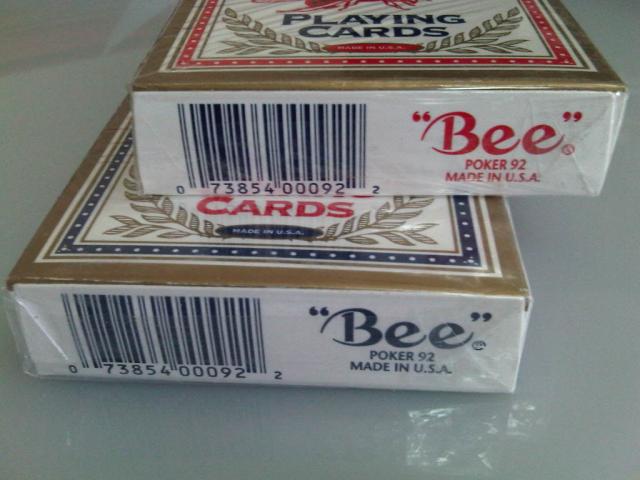 PLAYING
CARDS
MADE IN U.S.A.
"Bee"
POKER 92
MADE IN U.S.A.
0 73854 00092 2
CARDS
MADE IN U.S.A.
"Bee"
POKER 92
MADE IN U.S.A.
0 73854 00092 2